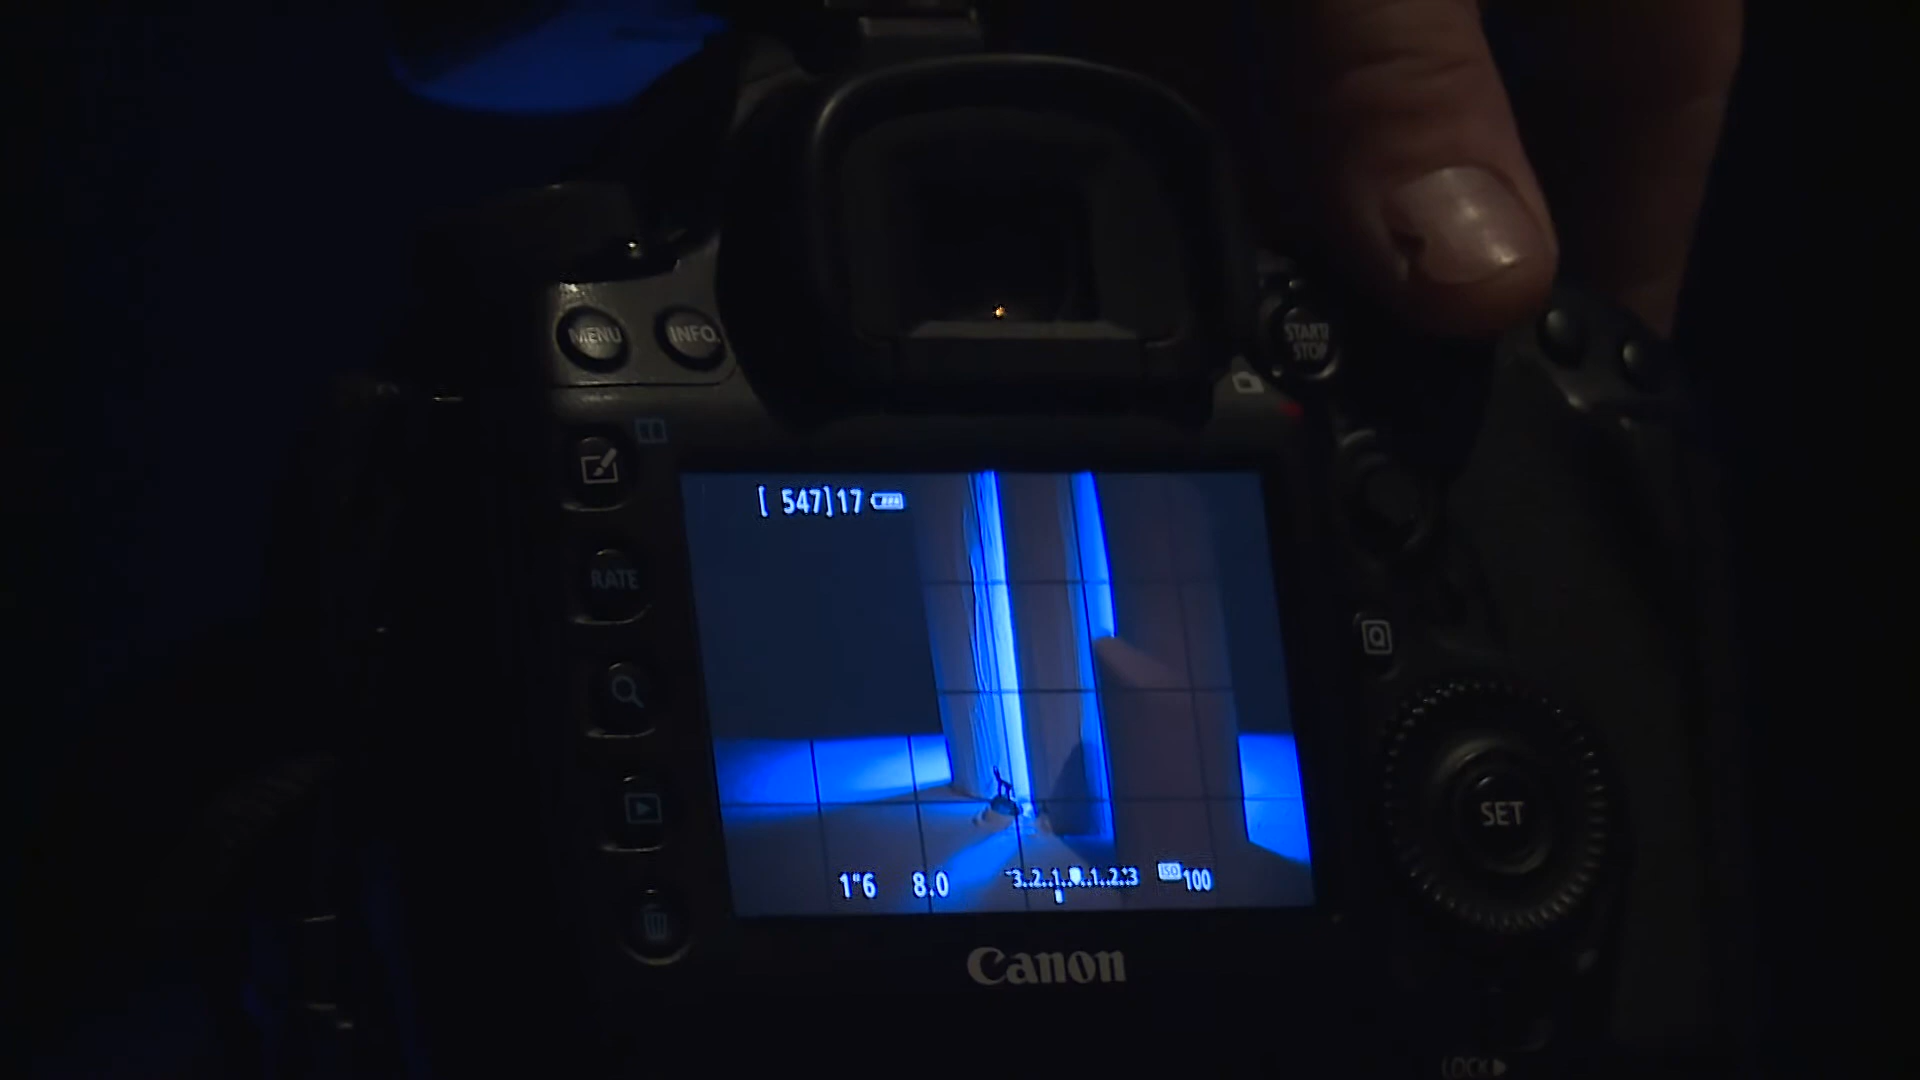 MENU INFO.
START/
STOP
RATE
[ 547]17
Q
SET
1"6 8.0 -3..2..1..0..1..2..+3 ISO 100
Canon
LOCK▶